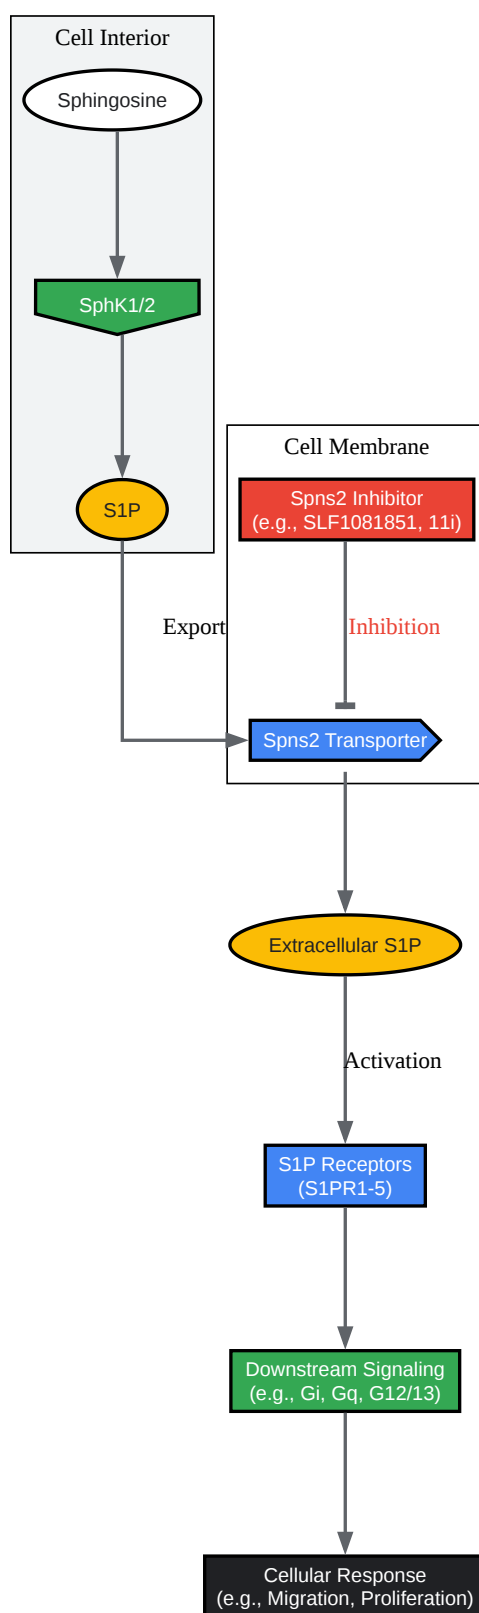 Cell Interior
Sphingosine
SphK1/2
S1P
Cell Membrane
Spns2 Inhibitor
(e.g., SLF1081851, 11i)
Export
Inhibition
Spns2 Transporter
Extracellular S1P
Activation
S1P Receptors
(S1PR1-5)
Downstream Signaling
(e.g., Gi, Gq, G12/13)
Cellular Response
(e.g., Migration, Proliferation)